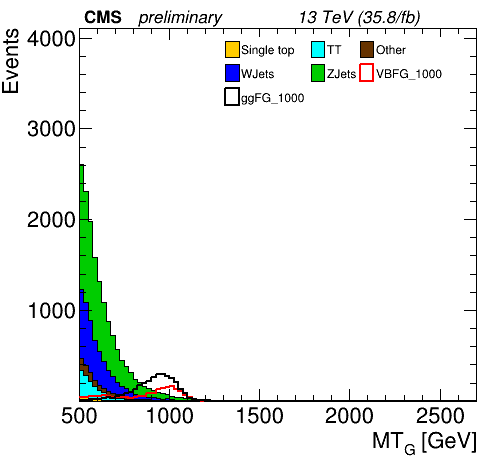 CMS preliminary 13 TeV (35.8/fb)
Events
4000
3000
2000
1000
Single top TT Other
WJets ZJets VBFG_1000
ggFG_1000
500 1000 1500 2000 2500
MT_G [GeV]